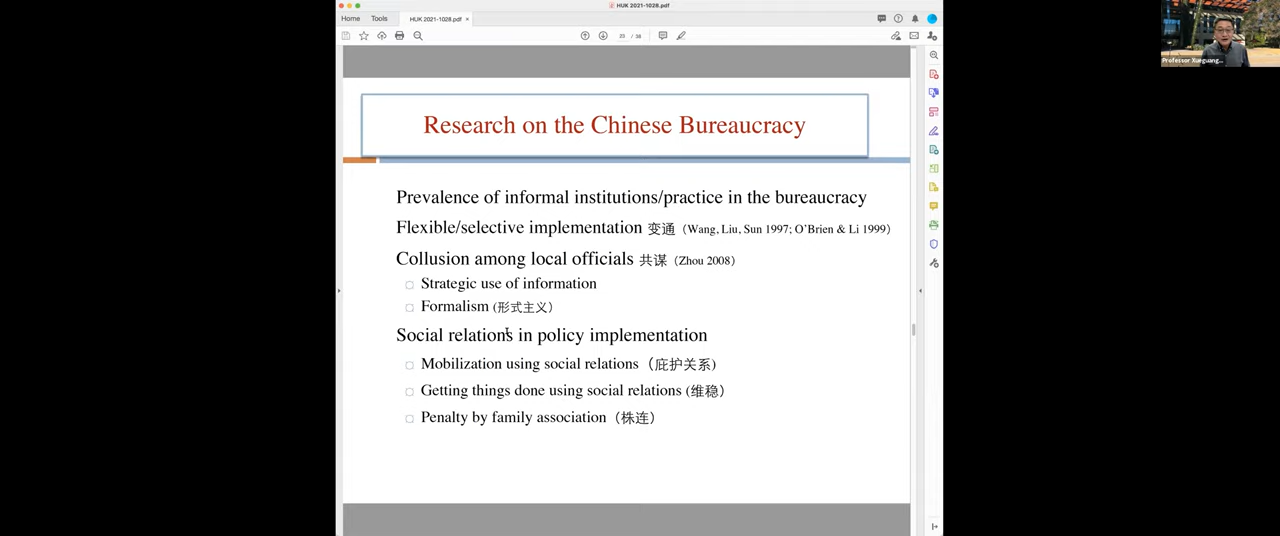 HUK 2021-1028.pdf
Home Tools HUK 2021-1028.pdf ×
/ 38
Professor Xueguang...
Research on the Chinese Bureaucracy
Prevalence of informal institutions/practice in the bureaucracy
Flexible/selective implementation 变通（Wang, Liu, Sun 1997; O'Brien & Li 1999）
Collusion among local officials 共谋（Zhou 2008）
Strategic use of information
Formalism (形式主义）
Social relations in policy implementation
Mobilization using social relations（庇护关系)
Getting things done using social relations (维稳）
Penalty by family association（株连）